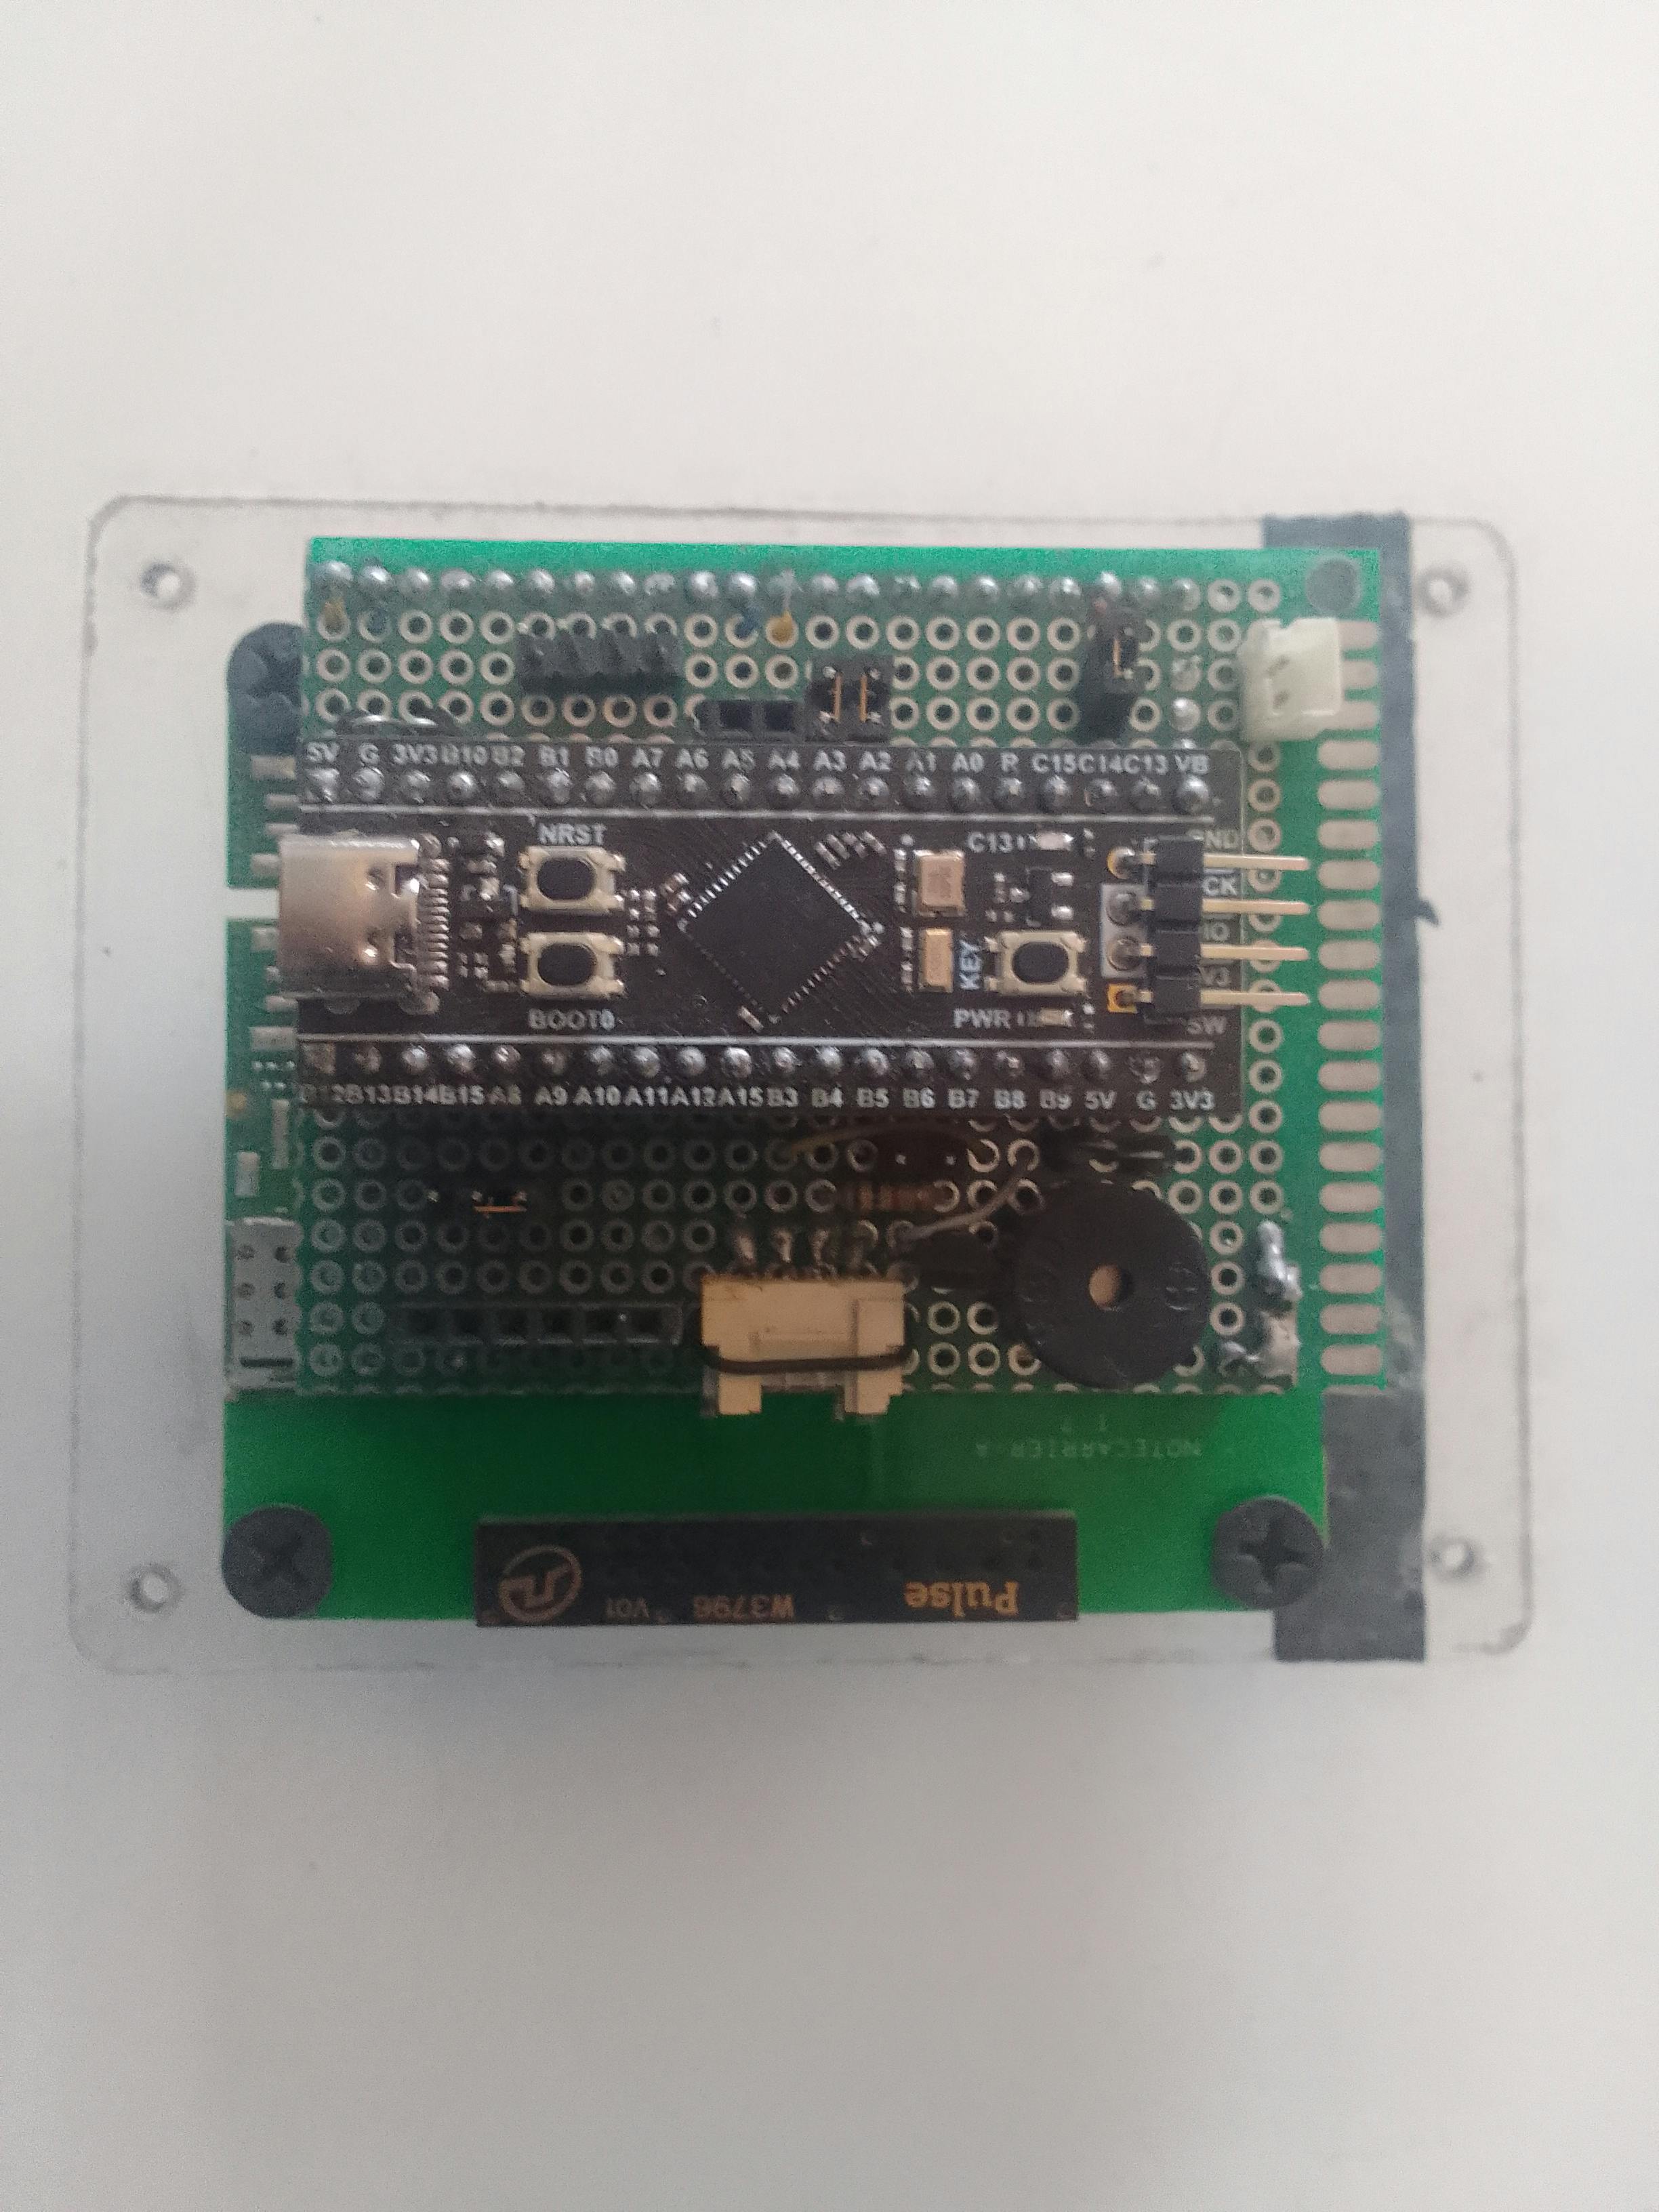 5V G 3V3 B10 B2 B1 B0 A7 A6 A5 A4 A3 A2 A1 A0 R C15 C14 C13 VB
NRST
C13
GND
CK
IO
KEY
V3
BOOT0
PWR
SW
B12 B13 B14 B15 A8 A9 A10 A11 A12 A15 B3 B4 B5 B6 B7 B8 B9 5V G 3V3
NOTECARRIER-A
Pulse W3796 V01